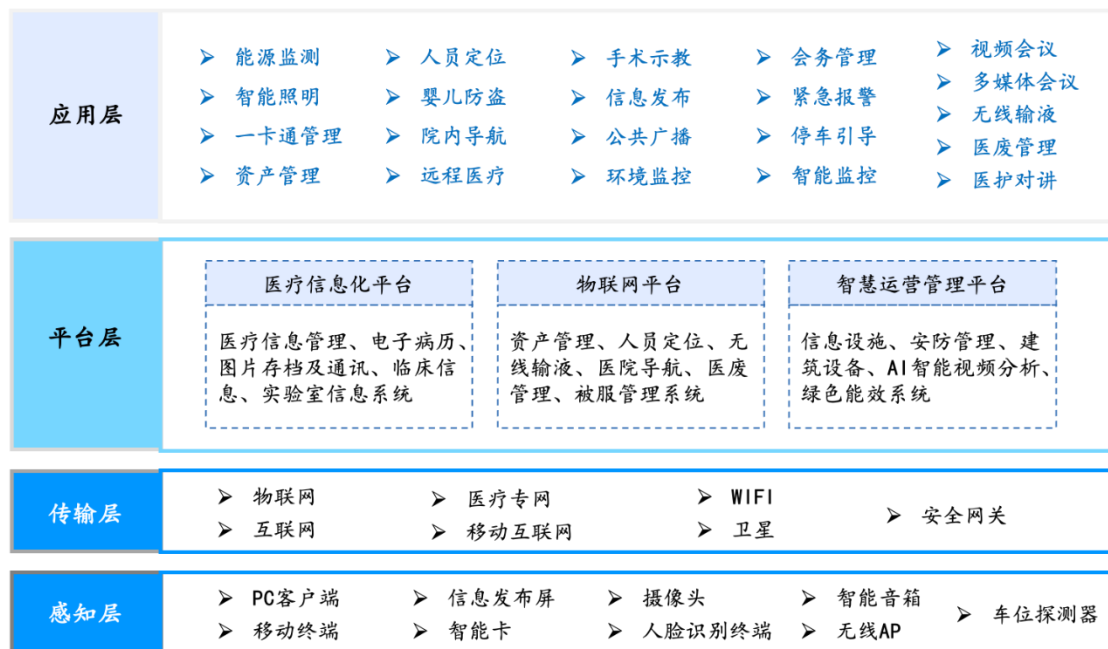 应用层
能源监测
人员定位
手术示教
会务管理
视频会议
智能照明
婴儿防盗
信息发布
紧急报警
多媒体会议
一卡通管理
院内导航
公共广播
停车引导
无线输液
资产管理
远程医疗
环境监控
智能监控
医废管理
医护对讲
平台层
医疗信息化平台
医疗信息管理、电子病历、
图片存档及通讯、临床信
息、实验室信息系统
物联网平台
资产管理、人员定位、无
线输液、医院导航、医废
管理、被服管理系统
智慧运营管理平台
信息设施、安防管理、建
筑设备、AI智能视频分析、
绿色能效系统
传输层
物联网
医疗专网
WIFI
安全网关
互联网
移动互联网
卫星
感知层
PC客户端
信息发布屏
摄像头
智能音箱
车位探测器
移动终端
智能卡
人脸识别终端
无线AP